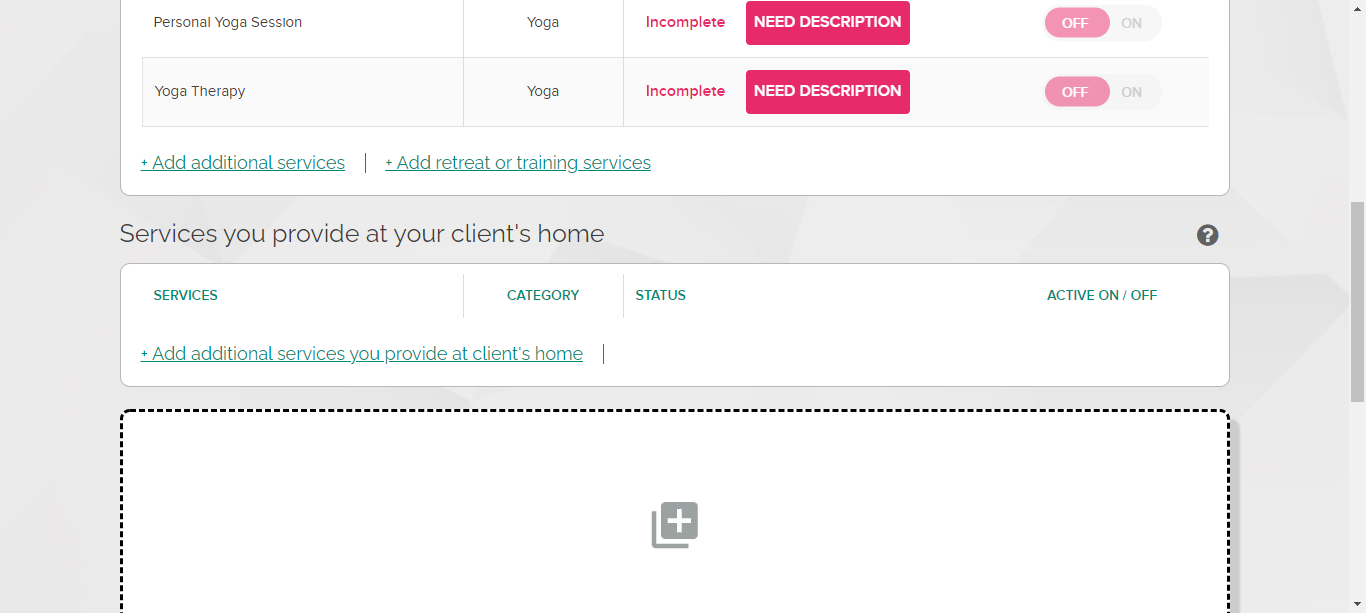 Personal Yoga Session Yoga Incomplete NEED DESCRIPTION OFF ON
Yoga Therapy Yoga Incomplete NEED DESCRIPTION OFF ON
+ Add additional services | + Add retreat or training services
Services you provide at your client's home ?
SERVICES CATEGORY STATUS ACTIVE ON / OFF
+ Add additional services you provide at client's home |